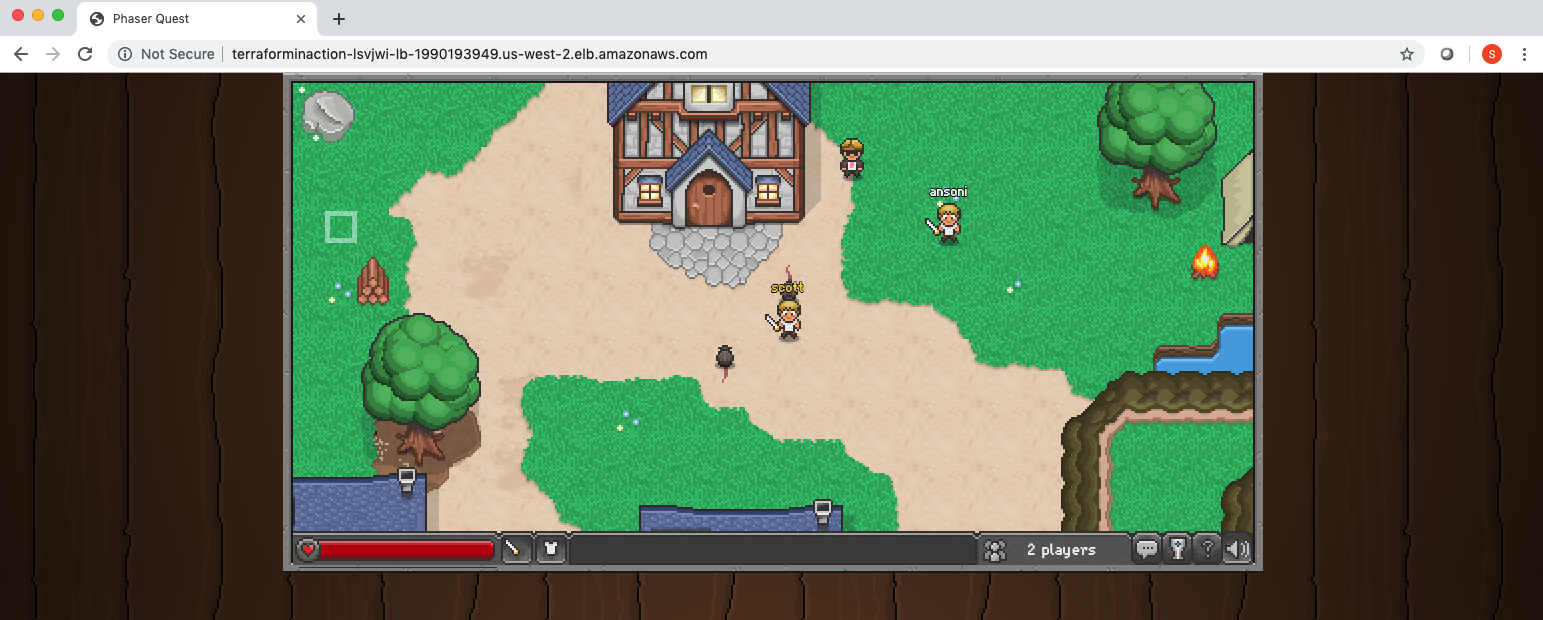 Phaser Quest
Not Secure
terraforminaction-lsvjwi-lb-1990193949.us-west-2.elb.amazonaws.com
S
ansoni
scott
2 players
?